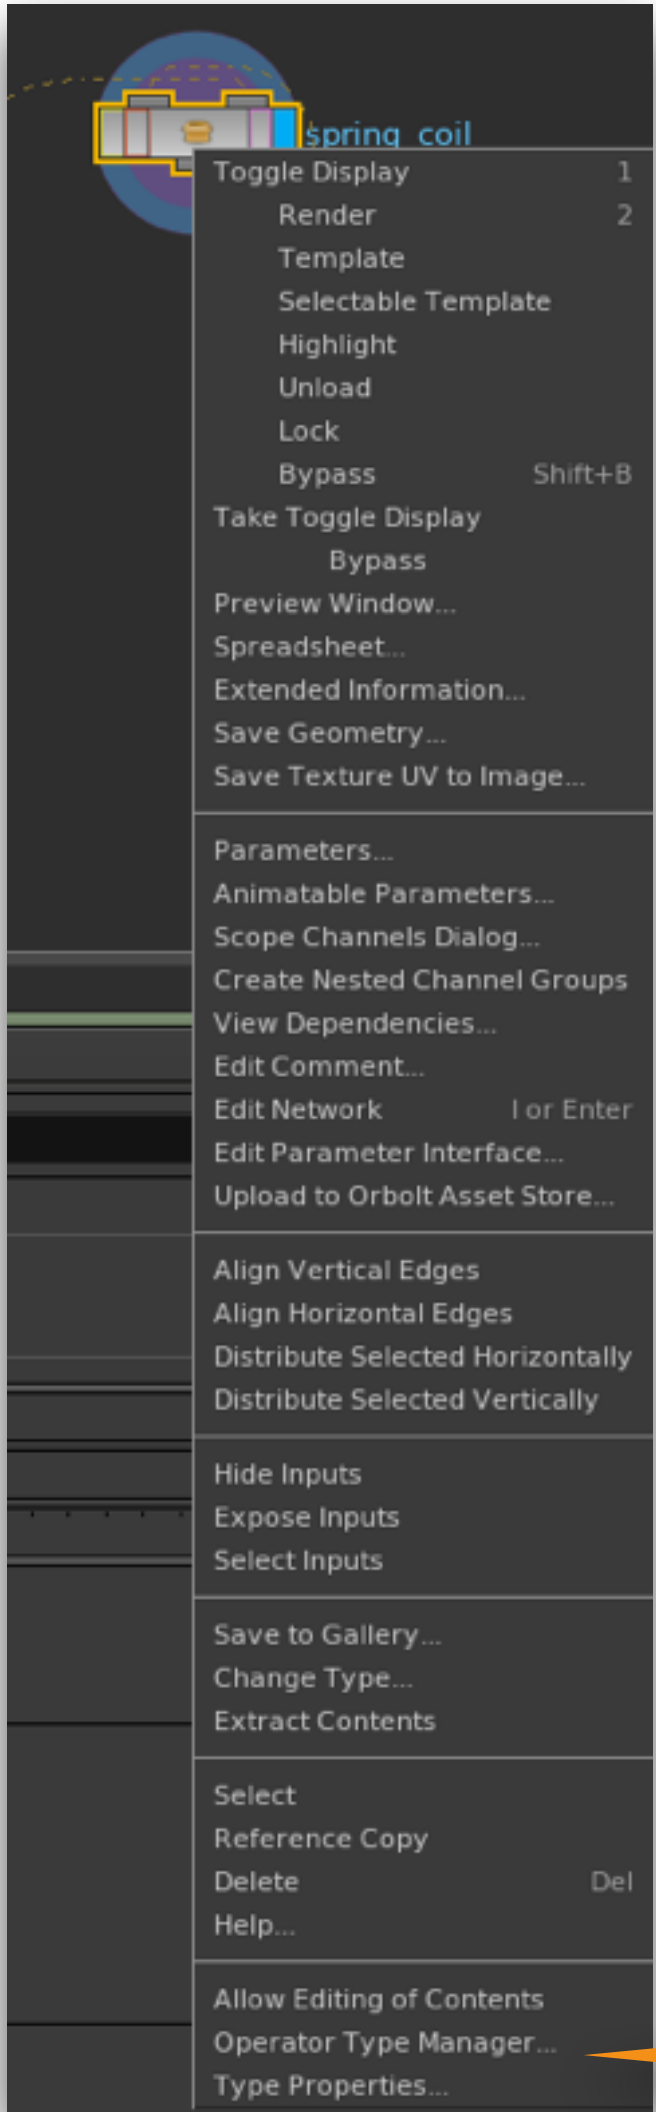 spring_coil
Toggle Display 1
Render 2
Template
Selectable Template
Highlight
Unload
Lock
Bypass Shift+B
Take Toggle Display
Bypass
Preview Window...
Spreadsheet...
Extended Information...
Save Geometry...
Save Texture UV to Image...
Parameters...
Animatable Parameters...
Scope Channels Dialog...
Create Nested Channel Groups
View Dependencies...
Edit Comment...
Edit Network I or Enter
Edit Parameter Interface...
Upload to Orbolt Asset Store...
Align Vertical Edges
Align Horizontal Edges
Distribute Selected Horizontally
Distribute Selected Vertically
Hide Inputs
Expose Inputs
Select Inputs
Save to Gallery...
Change Type...
Extract Contents
Select
Reference Copy
Delete Del
Help...
Allow Editing of Contents
Operator Type Manager...
Type Properties...